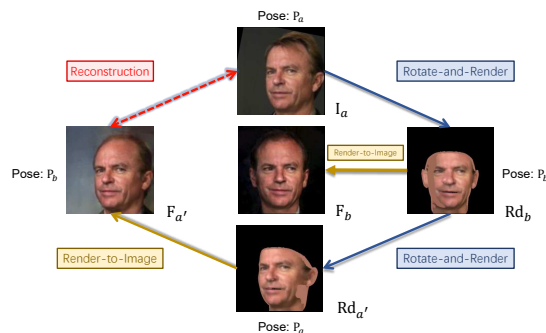 Pose: P_a
Reconstruction
Rotate-and-Render
I_a
Render-to-Image
Pose: P_b
Pose: P_b
F_a′
F_b
Rd_b
Render-to-Image
Rotate-and-Render
Rd_a′
Pose: P_a